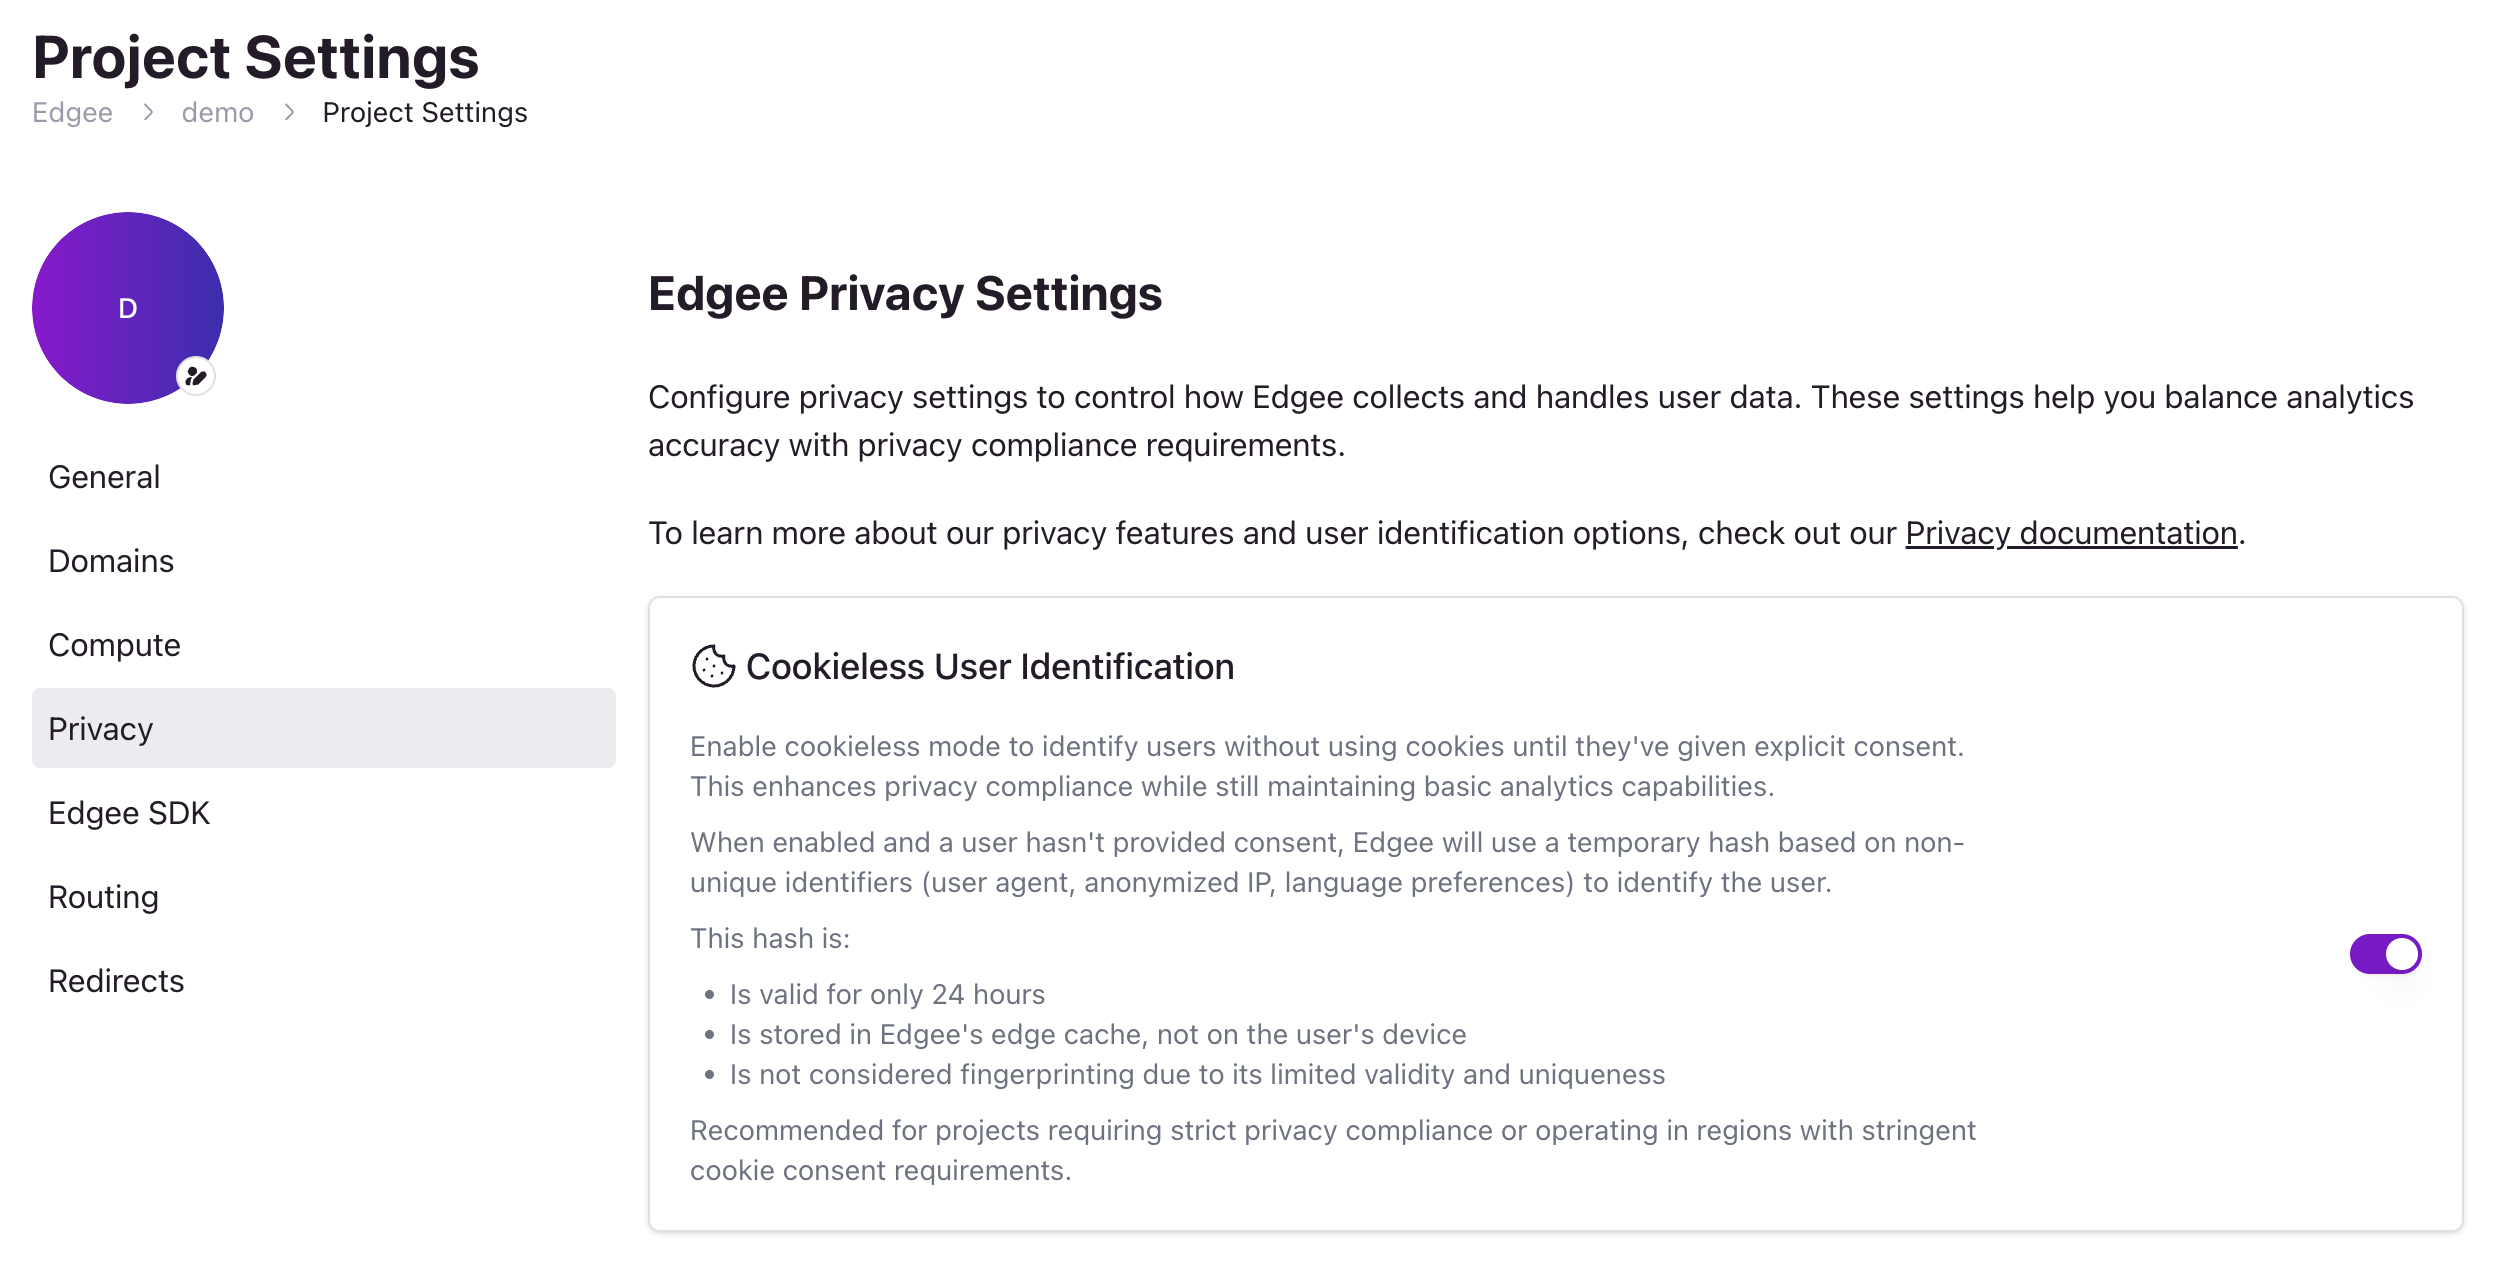 Project Settings
Edgee > demo > Project Settings
D
General
Domains
Compute
Privacy
Edgee SDK
Routing
Redirects
Edgee Privacy Settings
Configure privacy settings to control how Edgee collects and handles user data. These settings help you balance analytics
accuracy with privacy compliance requirements.
To learn more about our privacy features and user identification options, check out our Privacy documentation.
Cookieless User Identification
Enable cookieless mode to identify users without using cookies until they've given explicit consent.
This enhances privacy compliance while still maintaining basic analytics capabilities.
When enabled and a user hasn't provided consent, Edgee will use a temporary hash based on non-
unique identifiers (user agent, anonymized IP, language preferences) to identify the user.
This hash is:
• Is valid for only 24 hours
• Is stored in Edgee's edge cache, not on the user's device
• Is not considered fingerprinting due to its limited validity and uniqueness
Recommended for projects requiring strict privacy compliance or operating in regions with stringent
cookie consent requirements.